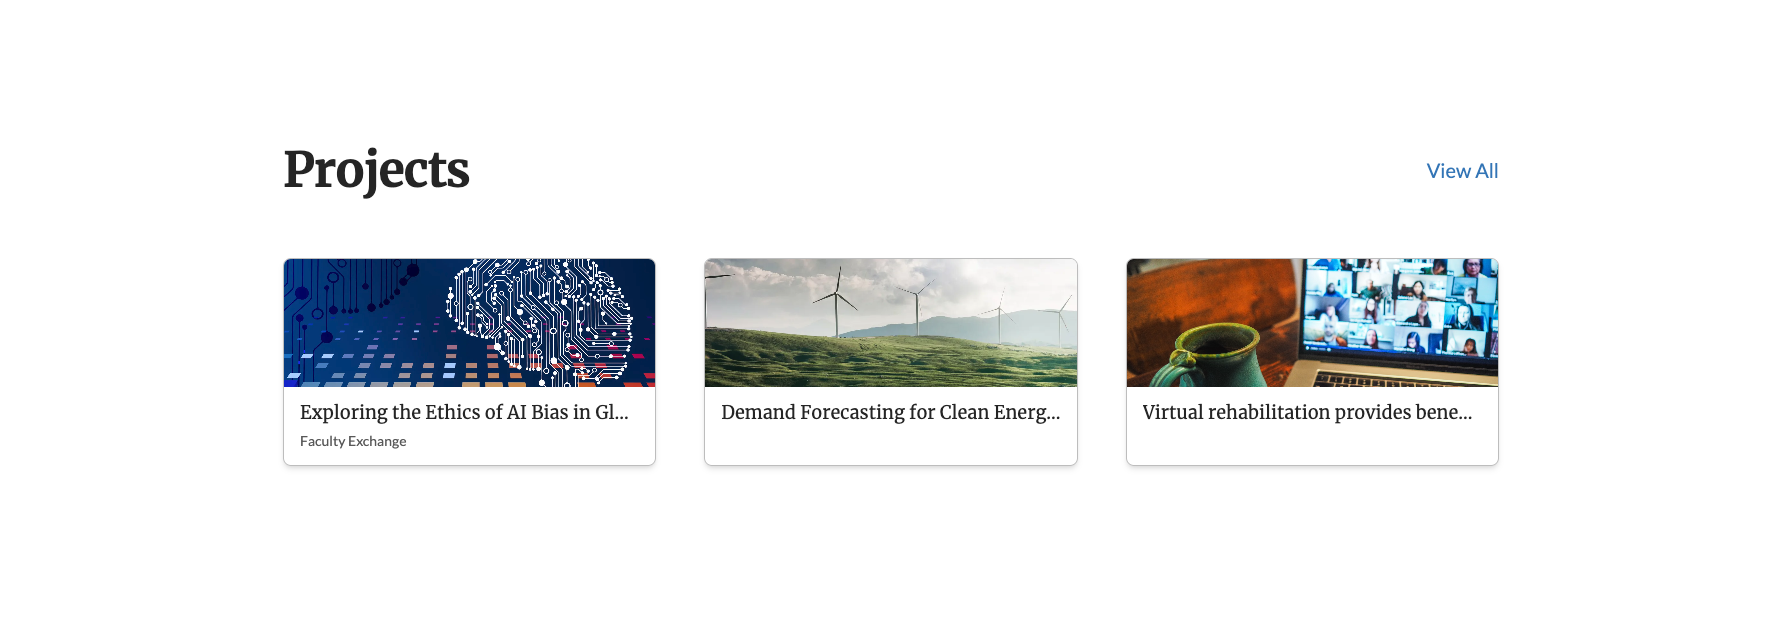 Projects
View All
Exploring the Ethics of AI Bias in Gl...
Faculty Exchange
Demand Forecasting for Clean Energ...
Virtual rehabilitation provides bene...